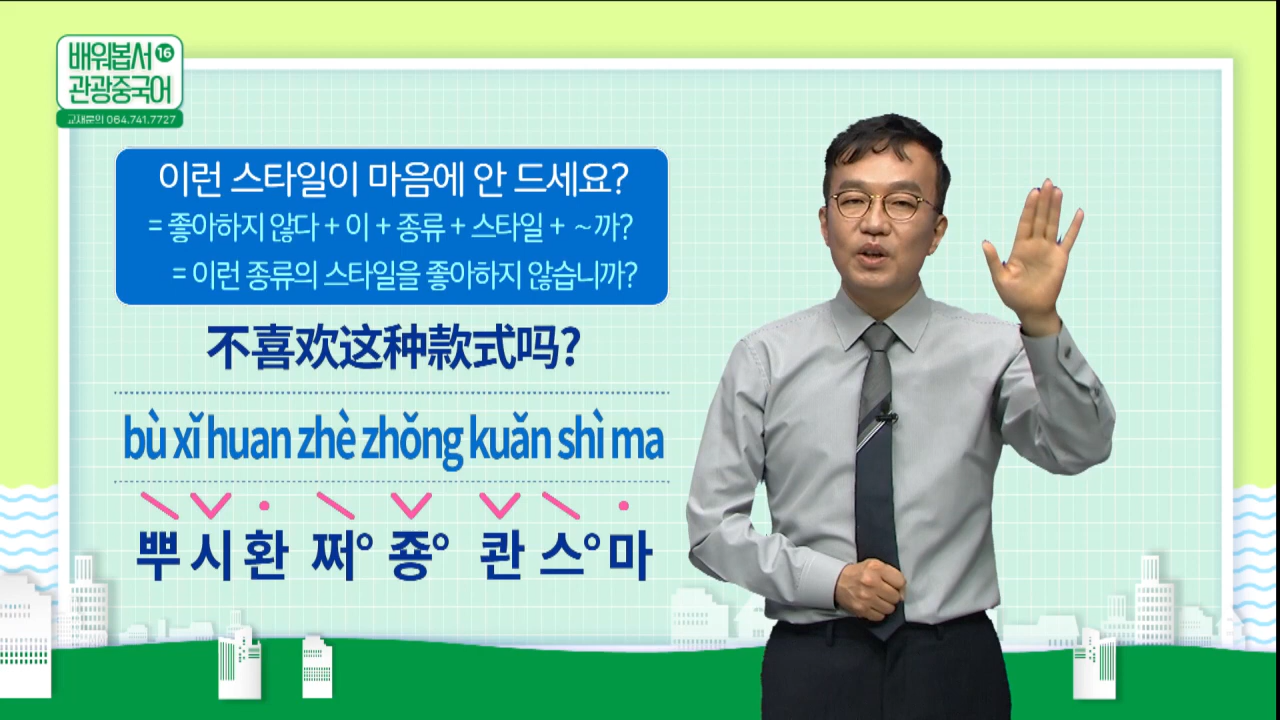 배워봅서 16
관광중국어
교재문의 064.741.7727
이런 스타일이 마음에 안 드세요?
= 좋아하지 않다 + 이 + 종류 + 스타일 + ~까?
= 이런 종류의 스타일을 좋아하지 않습니까?
不喜欢这种款式吗?
bù xǐ huan zhè zhǒng kuǎn shì ma
뿌 시 환 쩌° 죵° 콴 스° 마